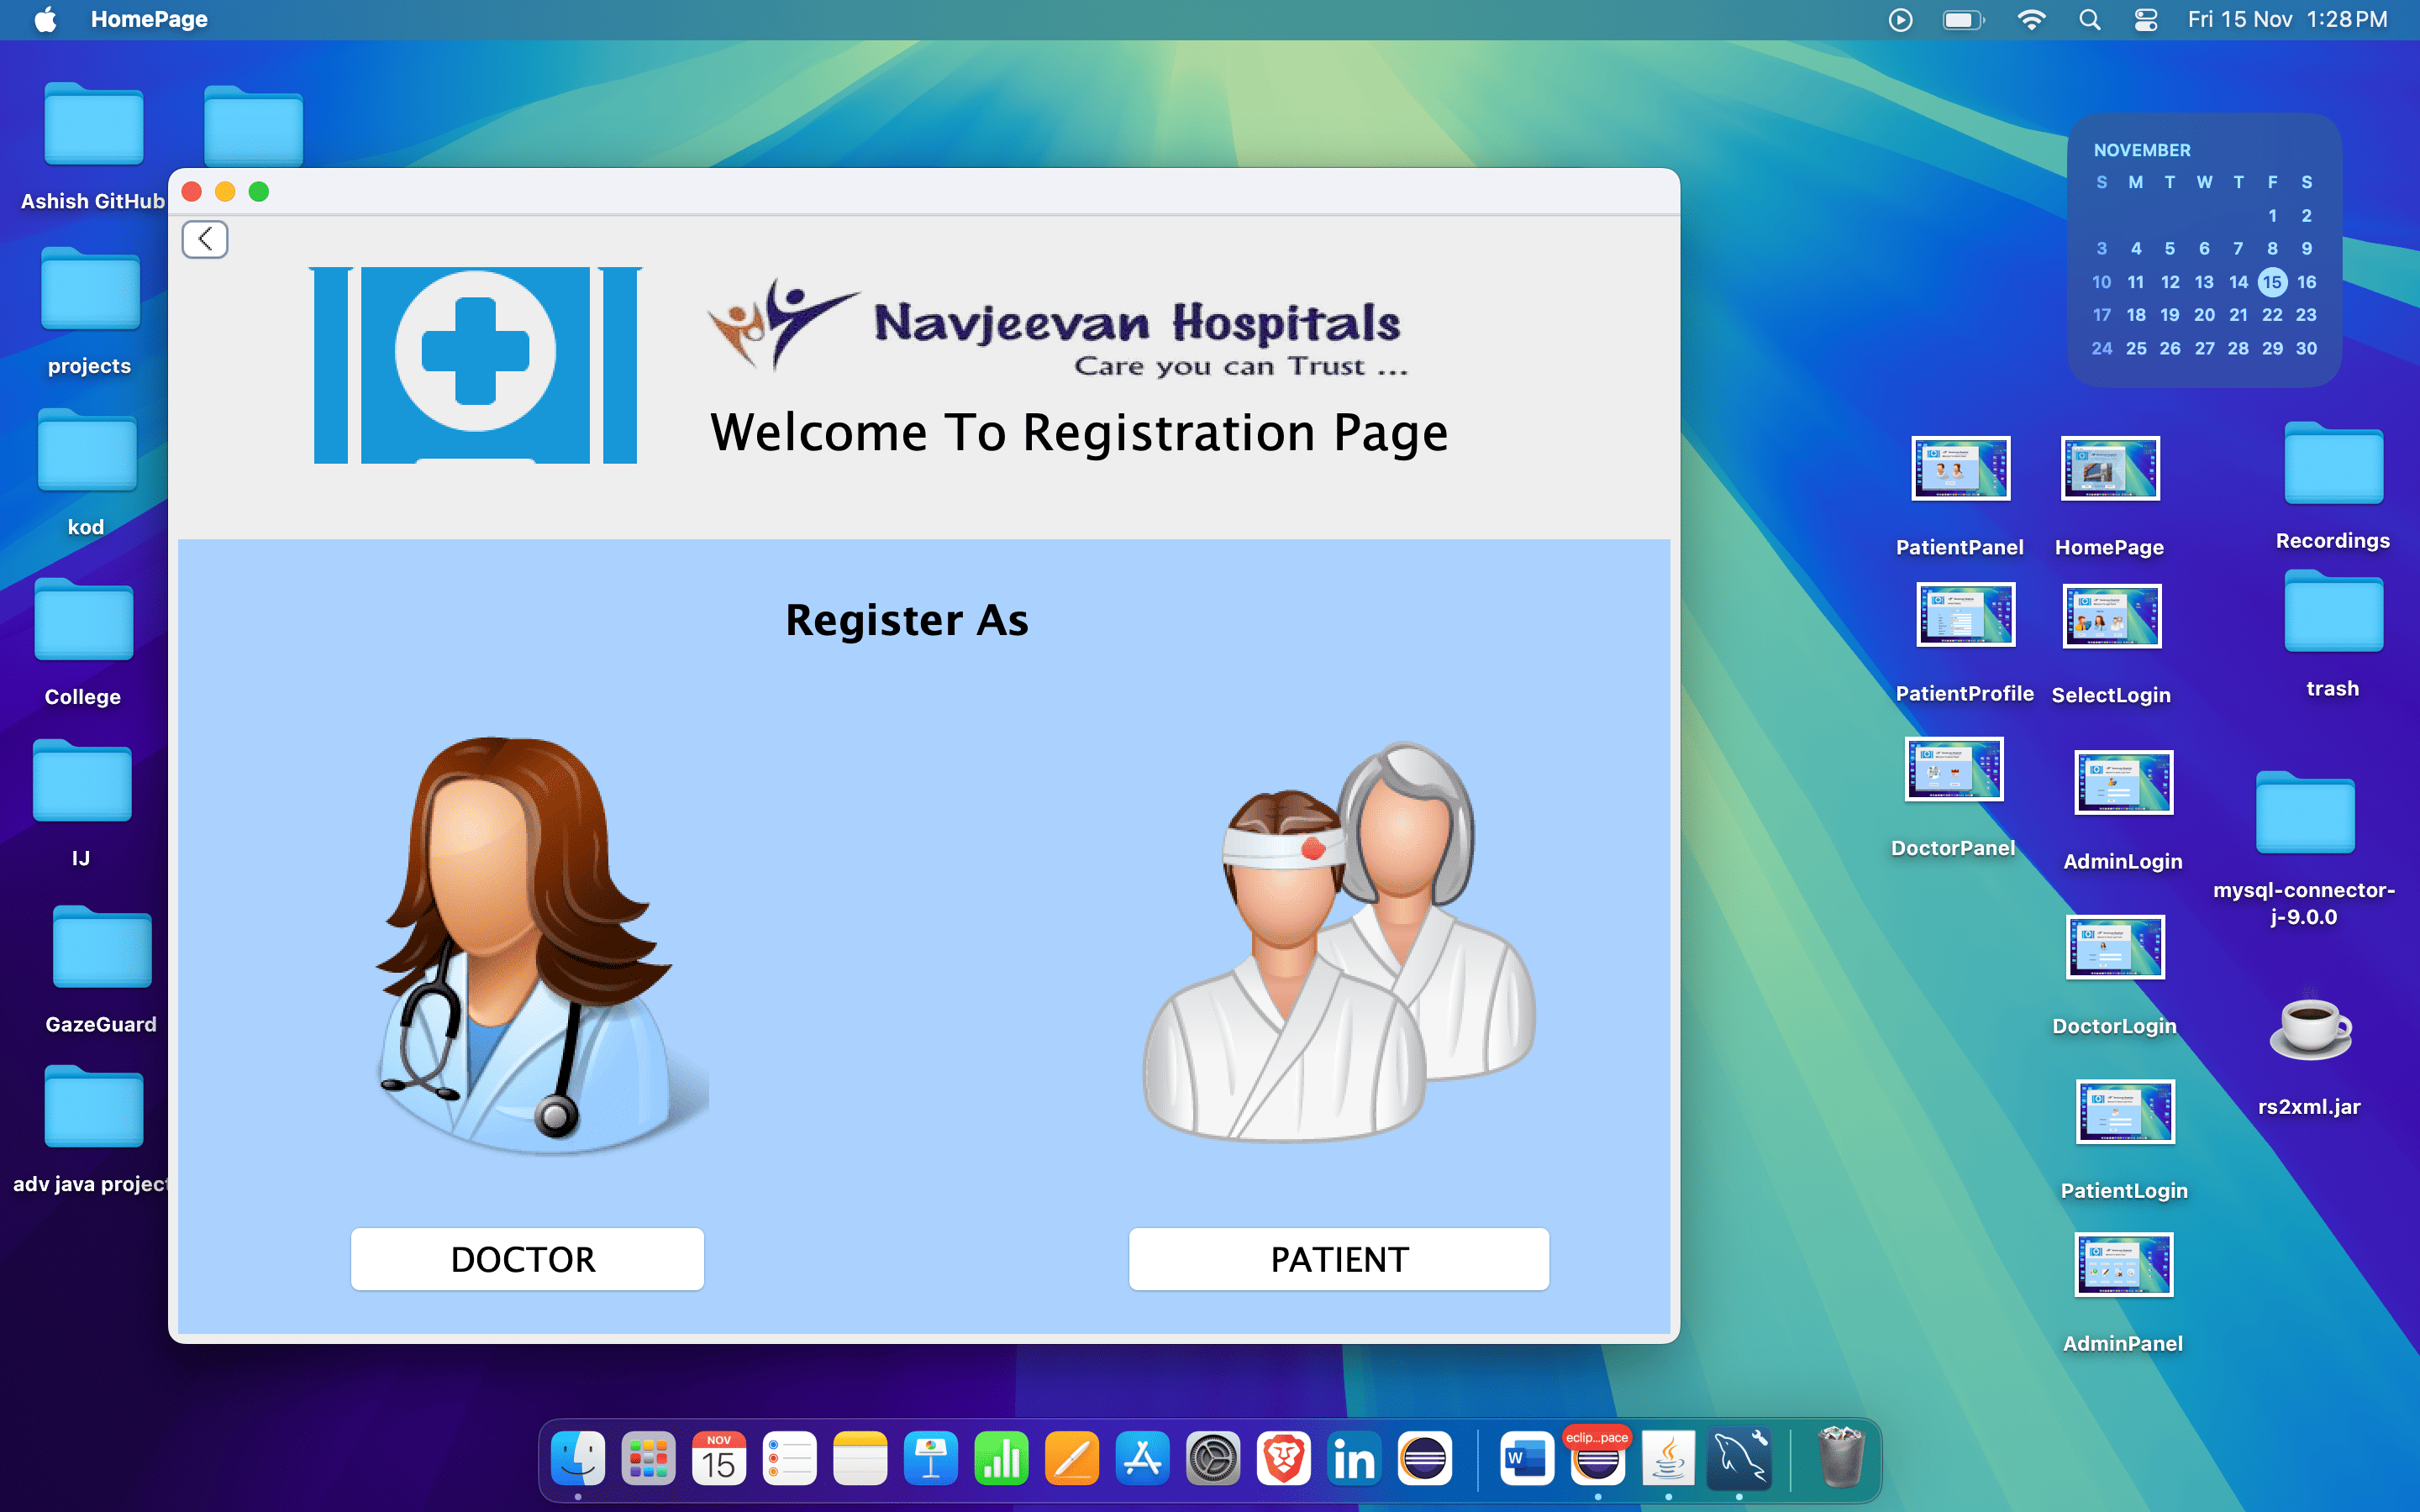 HomePage
Fri 15 Nov 1:28 PM
Ashish GitHub
projects
kod
College
IJ
GazeGuard
adv java project
Navjeevan Hospitals
Care you can Trust ...
Welcome To Registration Page
Register As
DOCTOR
PATIENT
NOVEMBER
S M T W T F S
1 2
3 4 5 6 7 8 9
10 11 12 13 14 15 16
17 18 19 20 21 22 23
24 25 26 27 28 29 30
PatientPanel
HomePage
Recordings
PatientProfile
SelectLogin
trash
DoctorPanel
AdminLogin
mysql-connector-
j-9.0.0
DoctorLogin
rs2xml.jar
PatientLogin
AdminPanel
NOV
15
in
W
eclip...pace